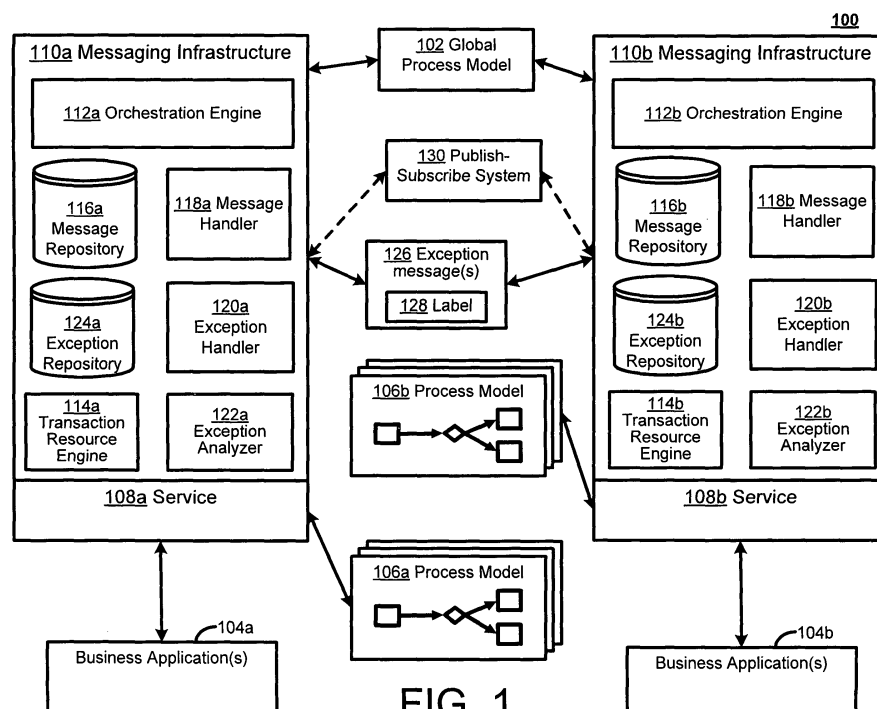 100
110a Messaging Infrastructure
112a Orchestration Engine
116a
Message
Repository
118a Message
Handler
124a
Exception
Repository
120a
Exception
Handler
114a
Transaction
Resource
Engine
122a
Exception
Analyzer
108a Service
102 Global
Process Model
130 Publish-
Subscribe System
126 Exception
message(s)
128 Label
106b Process Model
106a Process Model
110b Messaging Infrastructure
112b Orchestration Engine
116b
Message
Repository
118b Message
Handler
124b
Exception
Repository
120b
Exception
Handler
114b
Transaction
Resource
Engine
122b
Exception
Analyzer
108b Service
104a
Business Application(s)
104b
Business Application(s)
FIG. 1